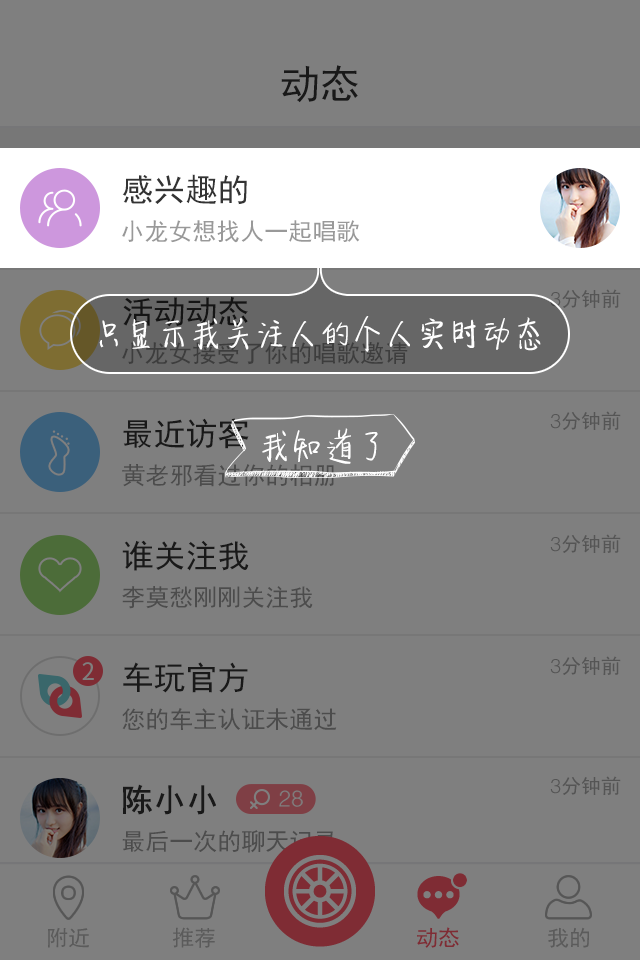 动态
感兴趣的
小龙女想找人一起唱歌
活动动态
3分钟前
只显示我关注人的个人实时动态
小龙女接受了你的唱歌邀请
最近访客
3分钟前
我知道了
黄老邪看过你的相册
谁关注我
3分钟前
李莫愁刚刚关注我
2
车玩官方
3分钟前
您的车主认证未通过
陈小小
28
3分钟前
最后一次的聊天记录
附近
推荐
动态
我的